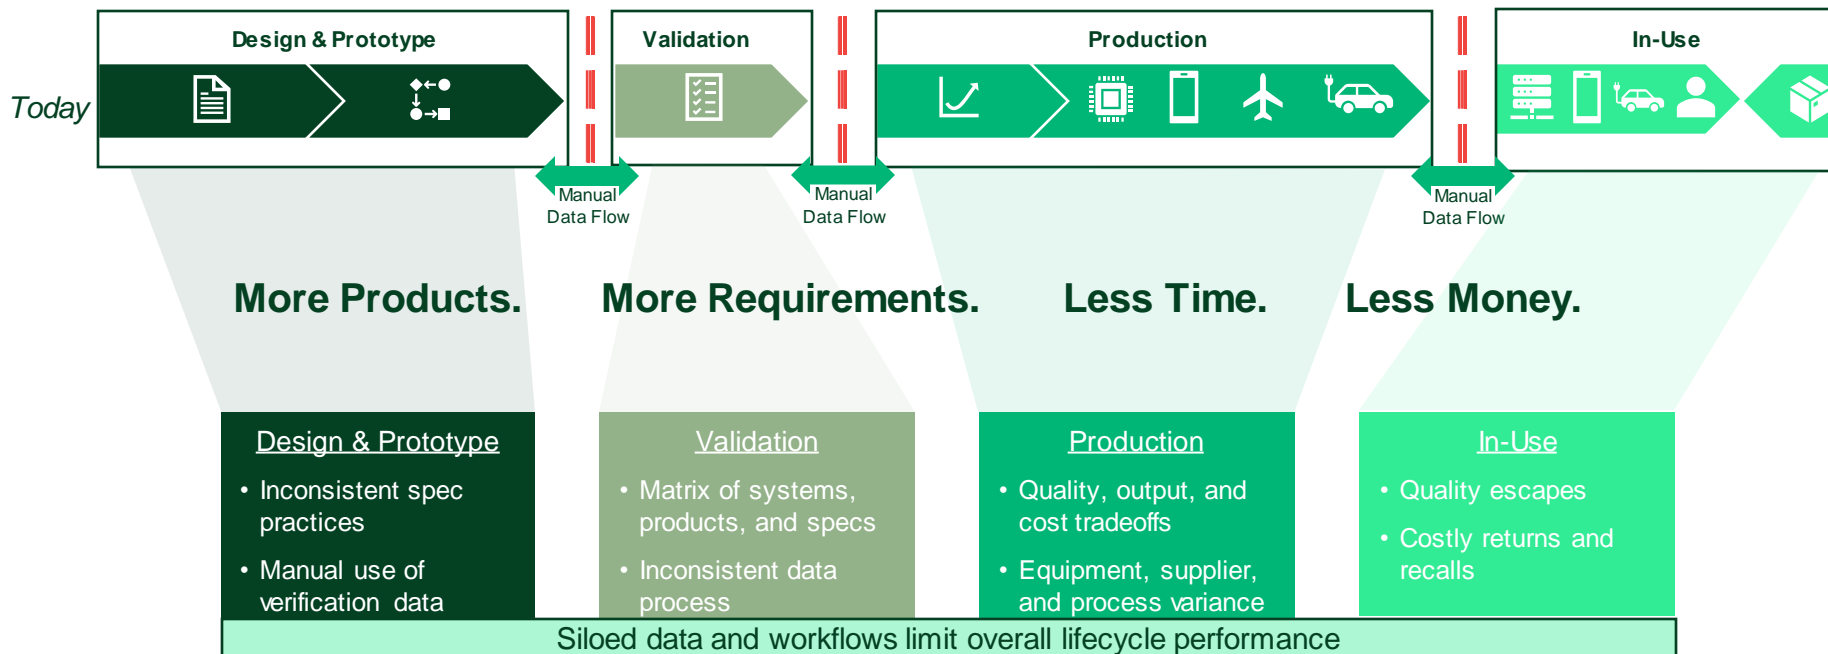 Design & Prototype
Validation
Production
In-Use
Today
Manual
Data Flow
Manual
Data Flow
Manual
Data Flow
More Products.
More Requirements.
Less Time.
Less Money.
Design & Prototype
• Inconsistent spec
practices
• Manual use of
verification data
Validation
• Matrix of systems,
products, and specs
• Inconsistent data
process
Production
• Quality, output, and
cost tradeoffs
• Equipment, supplier,
and process variance
In-Use
• Quality escapes
• Costly returns and
recalls
Siloed data and workflows limit overall lifecycle performance